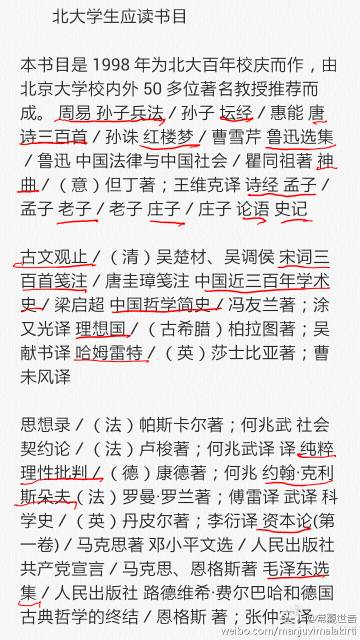 北大学生应读书目
本书目是 1998 年为北大百年校庆而作，由
北京大学校内外 50 多位著名教授推荐而
成。周易 孙子兵法 / 孙子 坛经 / 惠能 唐
诗三百首 / 孙诛 红楼梦 / 曹雪芹 鲁迅选集
/ 鲁迅 中国法律与中国社会 / 瞿同祖著 神
曲 /（意）但丁著；王维克译 诗经 孟子 /
孟子 老子 / 老子 庄子 / 庄子 论语 史记
古文观止 /（清）吴楚材、吴调侯 宋词三
百首笺注 / 唐圭璋笺注 中国近三百年学术
史 / 梁启超 中国哲学简史 / 冯友兰著；涂
又光译 理想国 /（古希腊）柏拉图著；吴
献书译 哈姆雷特 /（英）莎士比亚著；曹
未风译
思想录 /（法）帕斯卡尔著；何兆武 社会
契约论 /（法）卢梭著；何兆武译 译 纯粹
理性批判 /（德）康德著；何兆 约翰·克利
斯朵夫（法）罗曼·罗兰著；傅雷译 武译 科
学史 /（英）丹皮尔著；李衍译 资本论(第
一卷) / 马克思著 邓小平文选 / 人民出版社
共产党宣言 / 马克思、恩格斯著 毛泽东选
集 / 人民出版社 路德维希·费尔巴哈和德国
古典哲学的终结 / 恩格斯 著；张仲实译
weibo.com/manjuvimalakirti